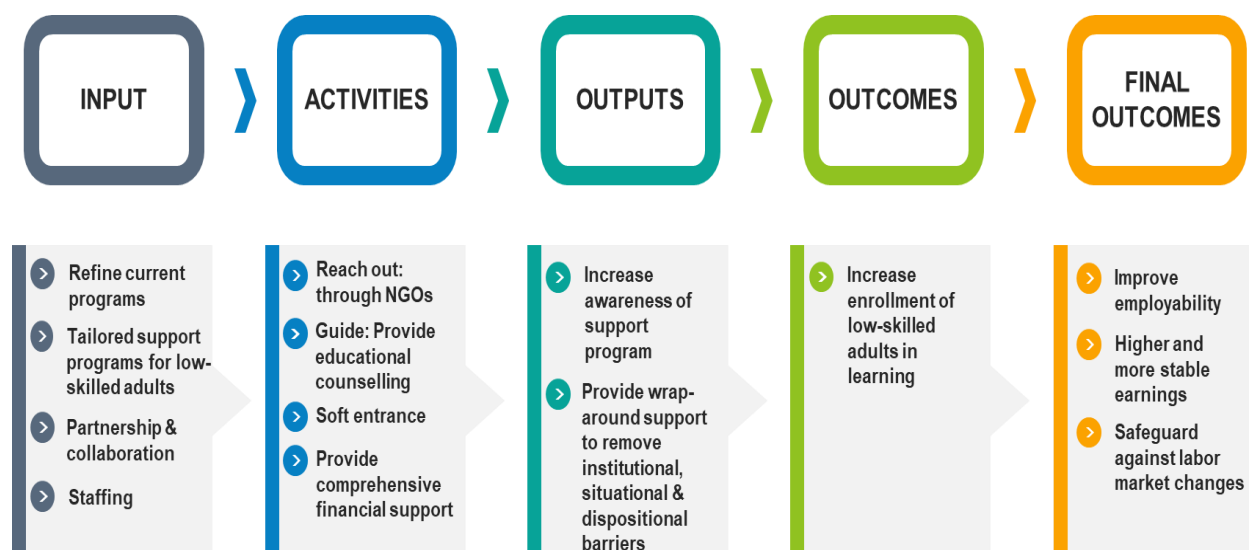 INPUT
ACTIVITIES
OUTPUTS
OUTCOMES
FINAL
OUTCOMES
Refine current
programs
Tailored support
programs for low-
skilled adults
Partnership &
collaboration
Staffing
Reach out:
through NGOs
Guide: Provide
educational
counselling
Soft entrance
Provide
comprehensive
financial support
Increase
awareness of
support
program
Provide wrap-
around support
to remove
institutional,
situational &
dispositional
barriers
Increase
enrollment of
low-skilled
adults in
learning
Improve
employability
Higher and
more stable
earnings
Safeguard
against labor
market changes